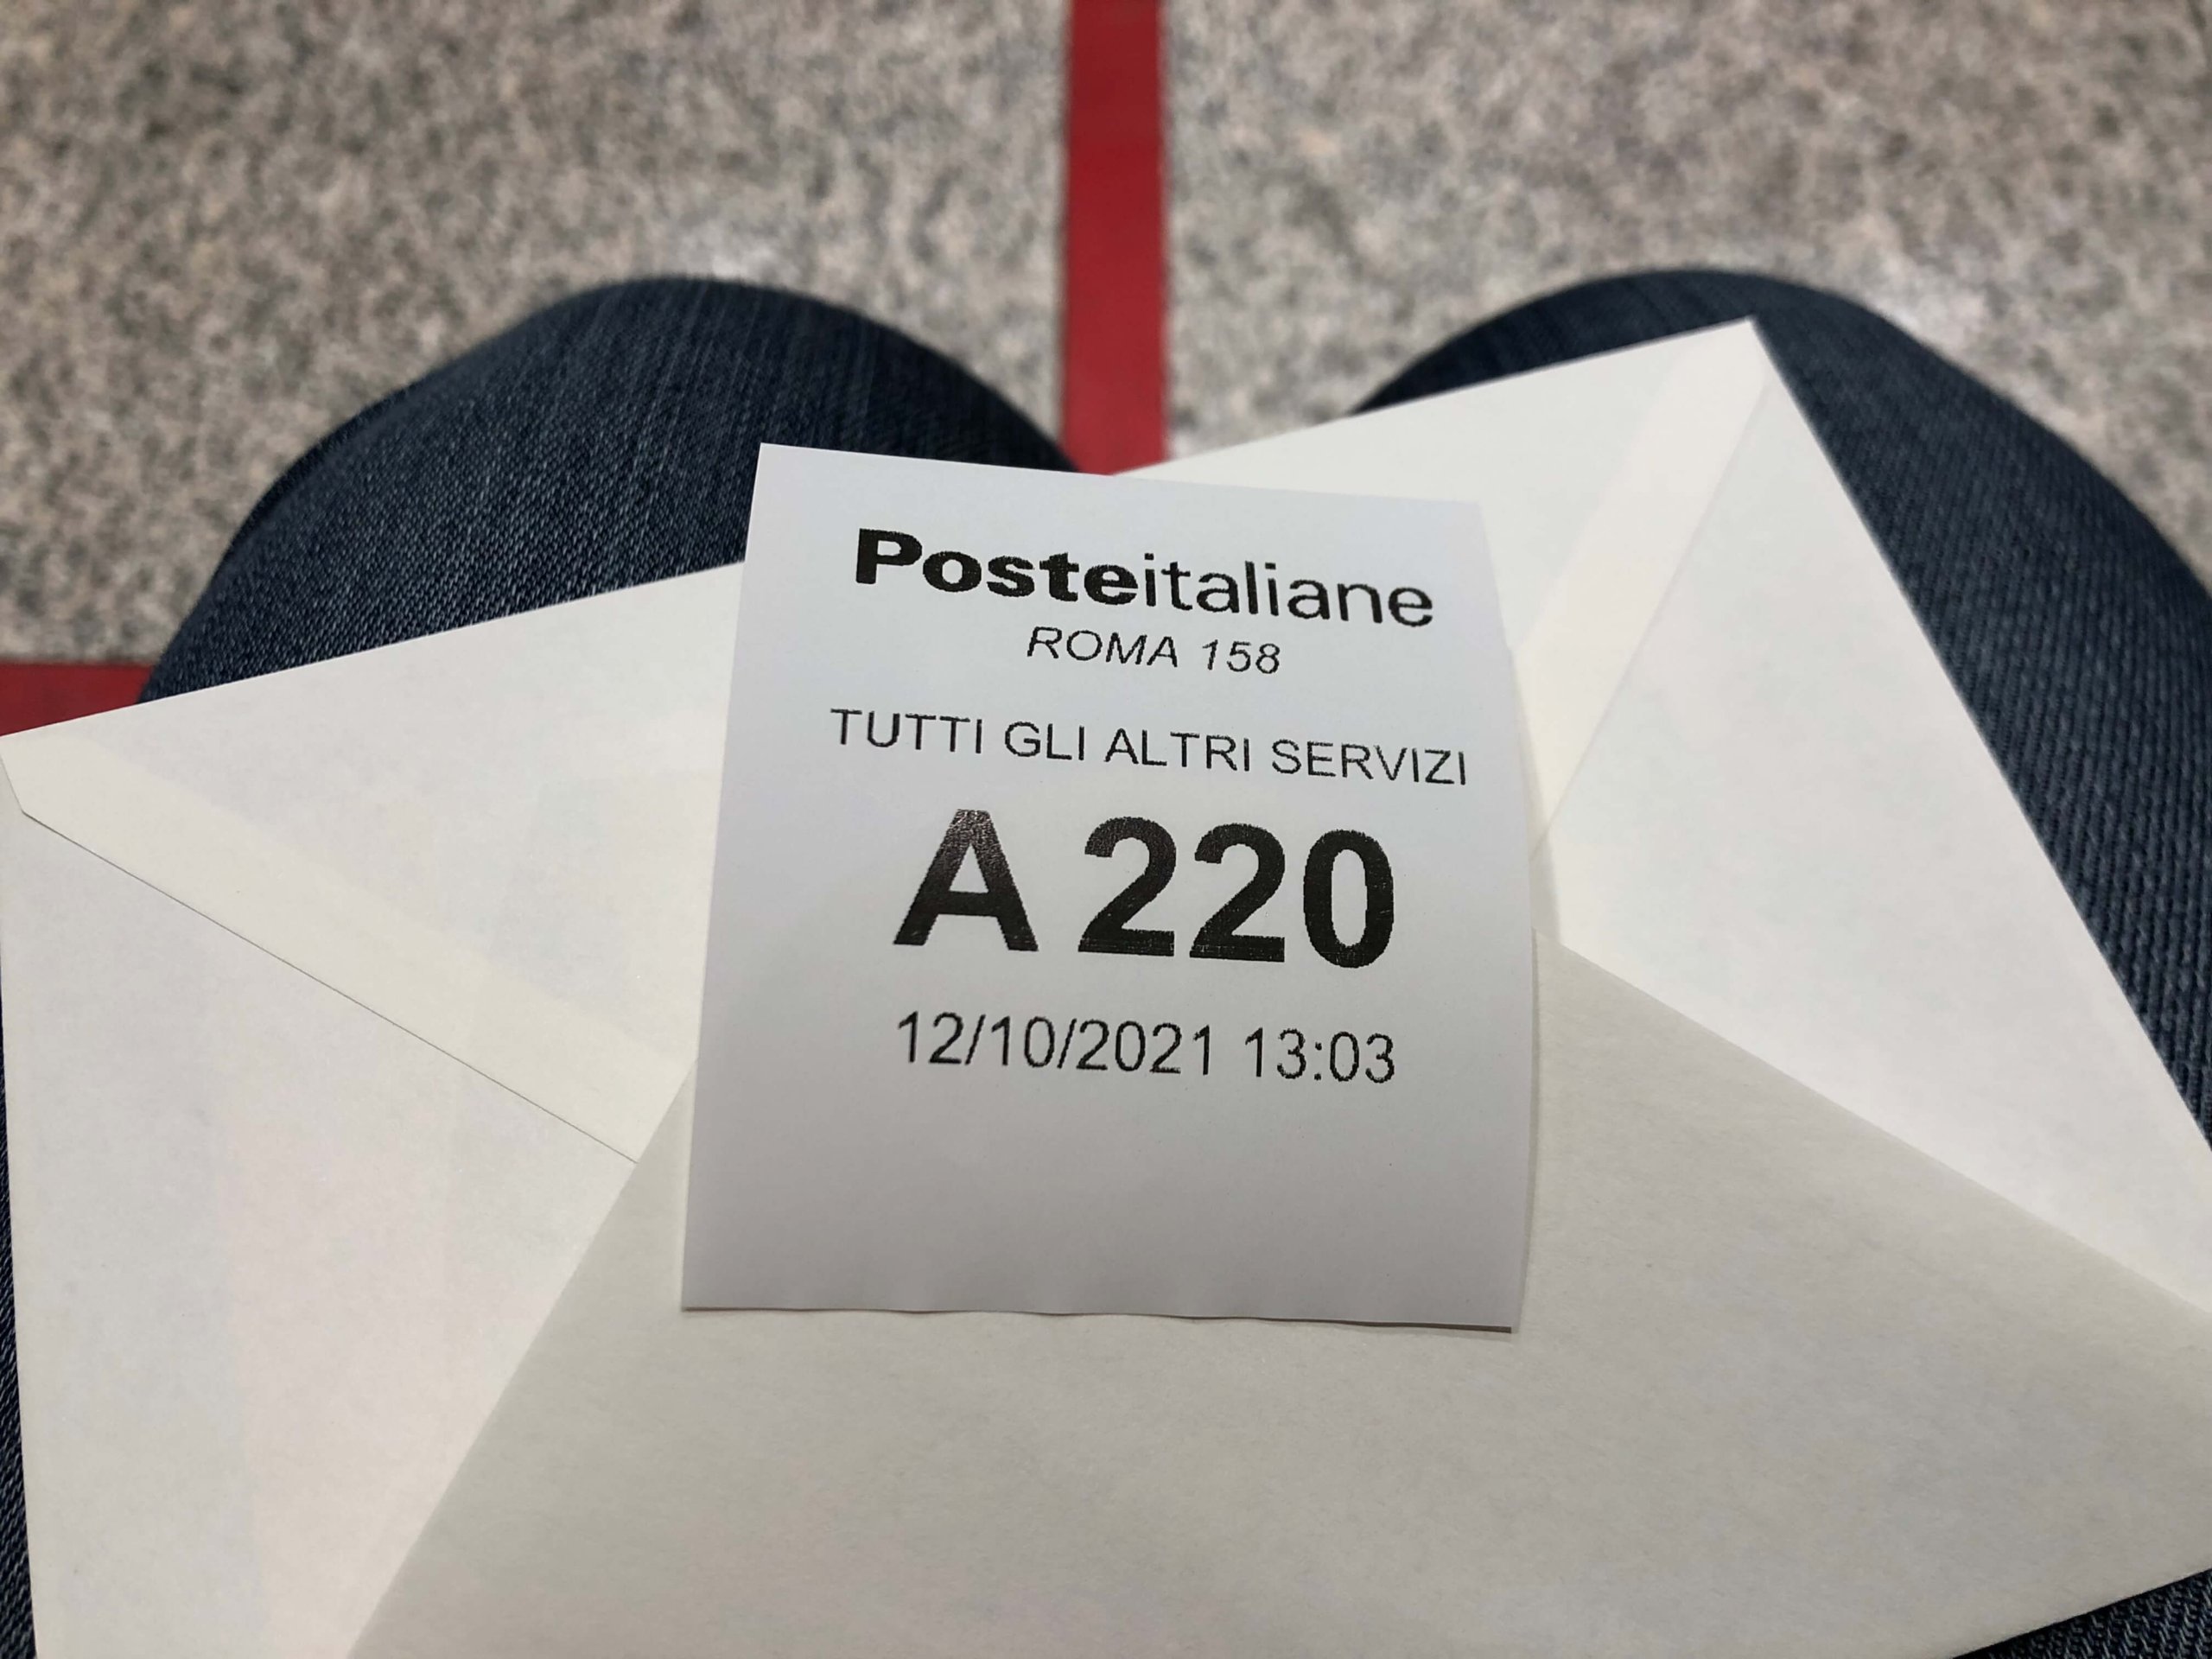 Posteitaliane
ROMA 158
TUTTI GLI ALTRI SERVIZI
A 220
12/10/2021 13:03